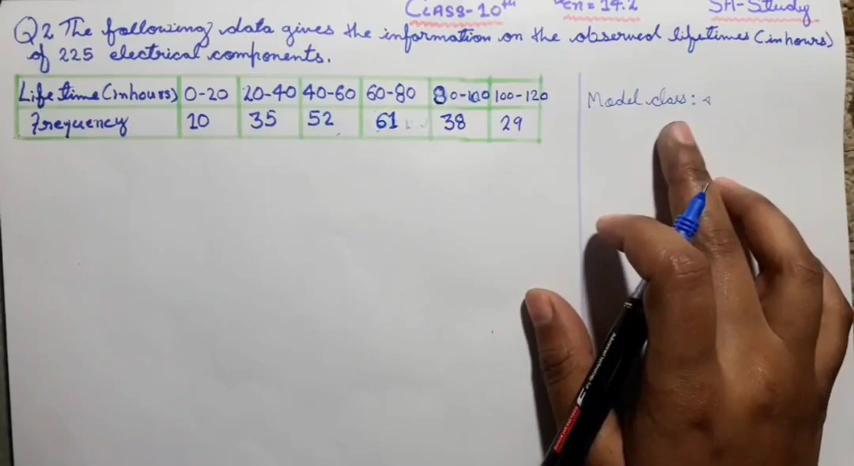 CLASS-10th Ex = 14.2 SH-Study
Q2 The following data gives the information on the observed lifetimes (in hours)
of 225 electrical components.
Life time (in hours) 0-20 20-40 40-60 60-80 80-100 100-120
Frequency 10 35 52 61 38 29
Model class: